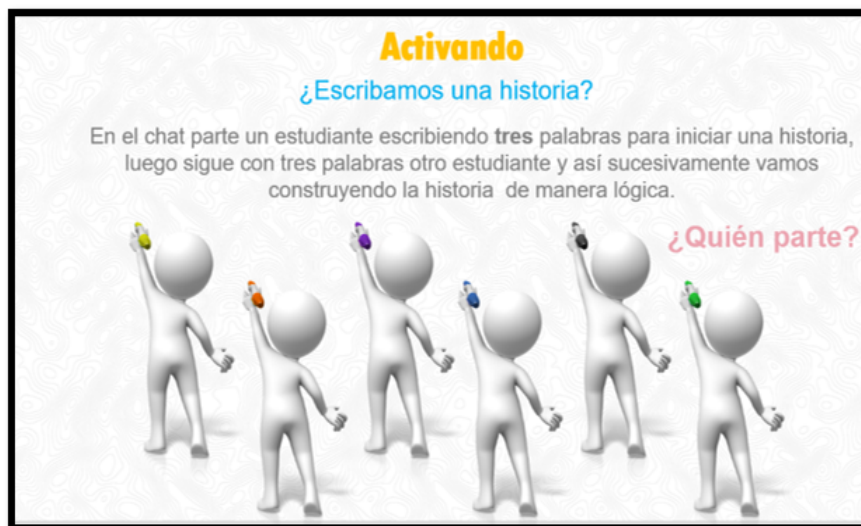 Activando
¿Escribamos una historia?
En el chat parte un estudiante escribiendo tres palabras para iniciar una historia,
luego sigue con tres palabras otro estudiante y así sucesivamente vamos
construyendo la historia de manera lógica.
¿Quién parte?